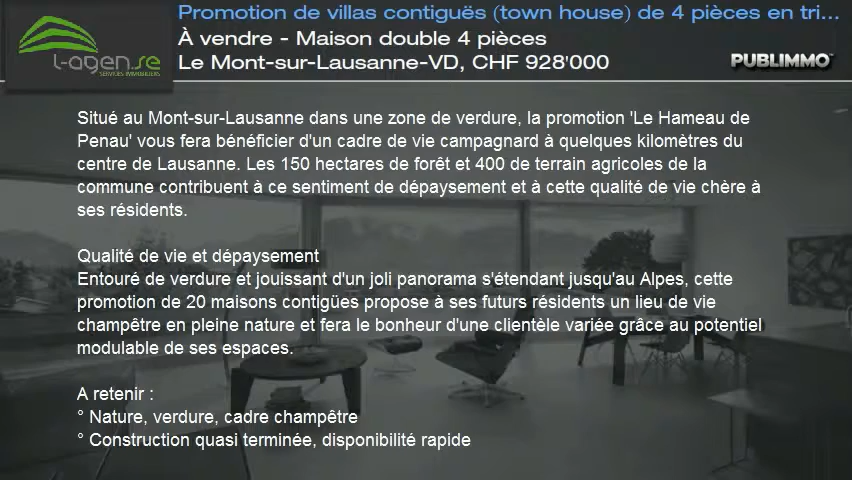 Promotion de villas contiguës (town house) de 4 pièces en tri...
À vendre - Maison double 4 pièces
Le Mont-sur-Lausanne-VD, CHF 928'000
l-agence
SERVICES IMMOBILIERS
PUBLIMMO
Situé au Mont-sur-Lausanne dans une zone de verdure, la promotion 'Le Hameau de
Penau' vous fera bénéficier d'un cadre de vie campagnard à quelques kilomètres du
centre de Lausanne. Les 150 hectares de forêt et 400 de terrain agricoles de la
commune contribuent à ce sentiment de dépaysement et à cette qualité de vie chère à
ses résidents.
Qualité de vie et dépaysement
Entouré de verdure et jouissant d'un joli panorama s'étendant jusqu'au Alpes, cette
promotion de 20 maisons contigües propose à ses futurs résidents un lieu de vie
champêtre en pleine nature et fera le bonheur d'une clientèle variée grâce au potentiel
modulable de ses espaces.
A retenir :
° Nature, verdure, cadre champêtre
° Construction quasi terminée, disponibilité rapide